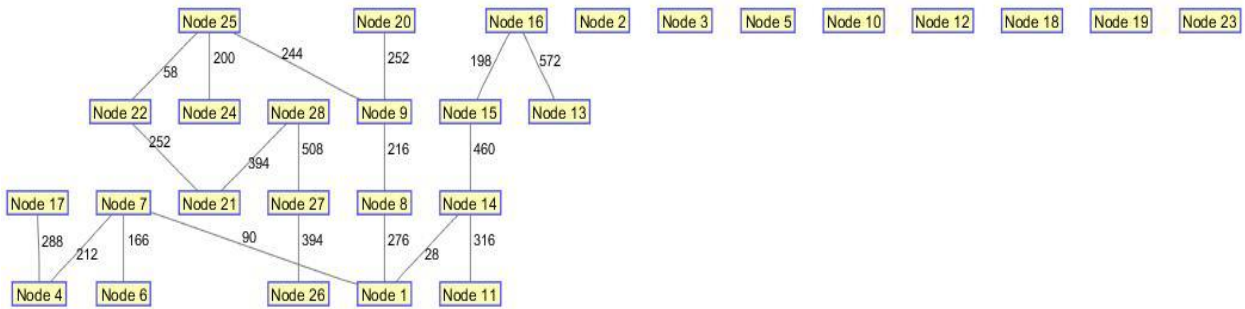 Node 25 Node 20 Node 16 Node 2 Node 3 Node 5 Node 10 Node 12 Node 18 Node 19 Node 23
58 200 244 252 198 572
Node 22 Node 24 Node 28 Node 9 Node 15 Node 13
252 394 508 216 460
Node 17 Node 7 Node 21 Node 27 Node 8 Node 14
288 212 166 90 394 276 28 316
Node 4 Node 6 Node 26 Node 1 Node 11